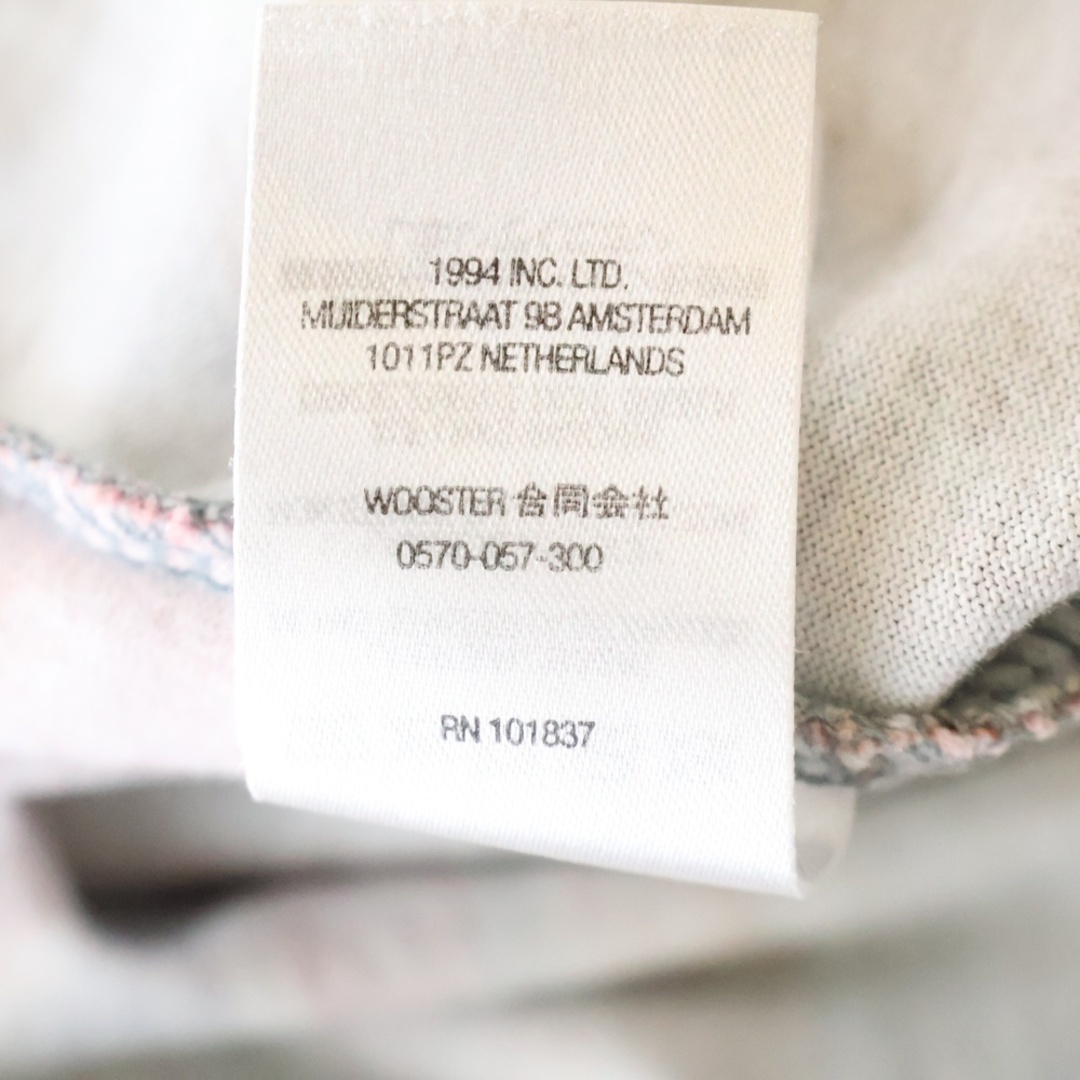 1994 INC. LTD.
MUIDERSTRAAT 98 AMSTERDAM
1011PZ NETHERLANDS
WOOSTER 合同会社
0570-057-300
RN 101837